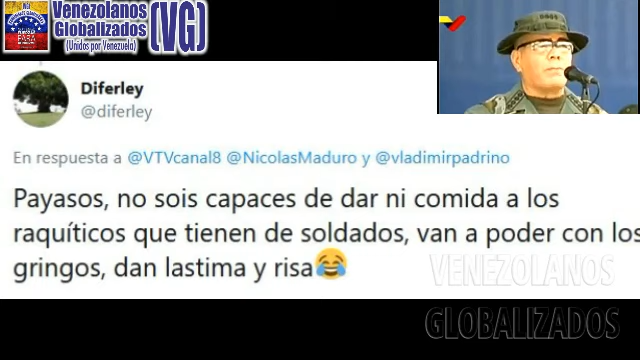 Venezolanos
Globalizados
(Unidos por Venezuela)
(VG)
Diferley
@diferley
En respuesta a @VTVcanal8 @NicolasMaduro y @vladimirpadrino
Payasos, no sois capaces de dar ni comida a los
raquíticos que tienen de soldados, van a poder con los
gringos, dan lastima y risa😂
VENEZOLANOS
GLOBALIZADOS